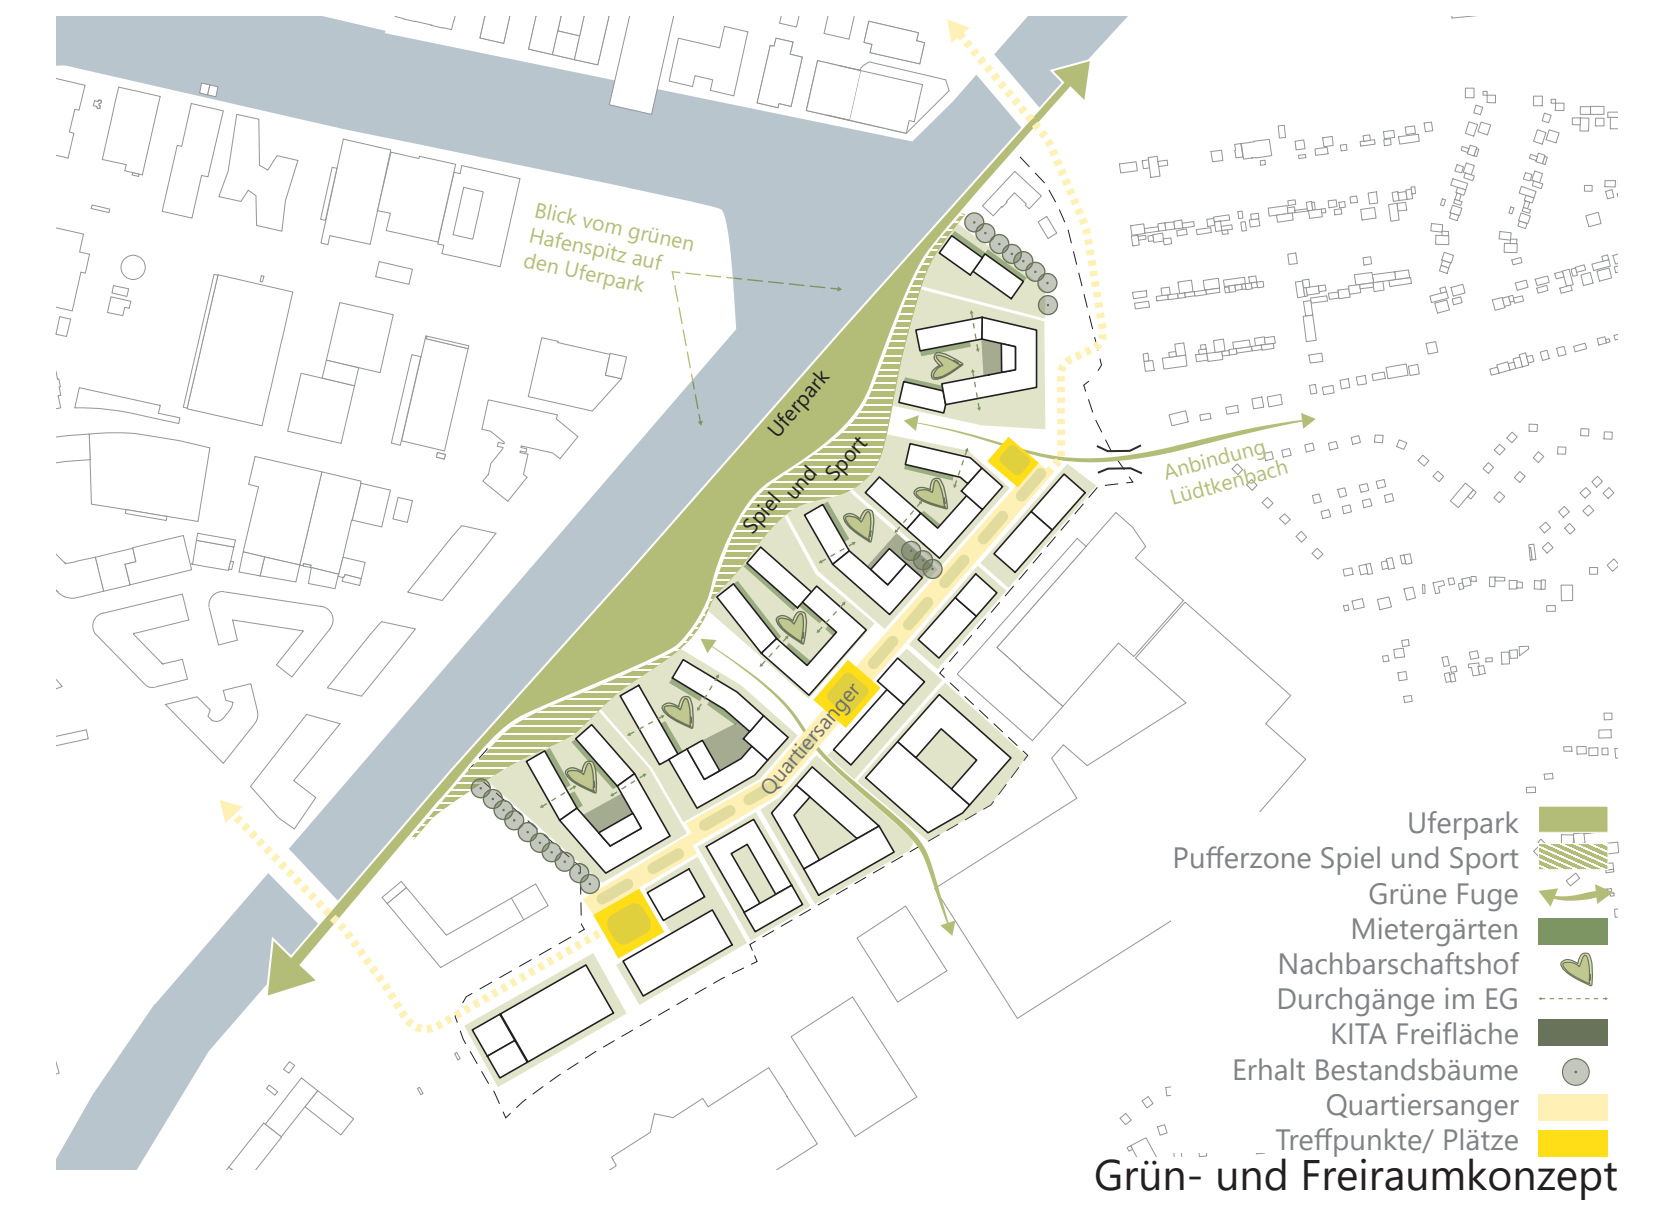 Blick vom grünen
Hafenspitz auf
den Uferpark
Uferpark
Spiel und Sport
Anbindung
Lüdtkenbach
Quartiersanger
Uferpark
Pufferzone Spiel und Sport
Grüne Fuge
Mietergärten
Nachbarschaftshof
Durchgänge im EG
KITA Freifläche
Erhalt Bestandsbäume
Quartiersanger
Treffpunkte/ Plätze
Grün- und Freiraumkonzept